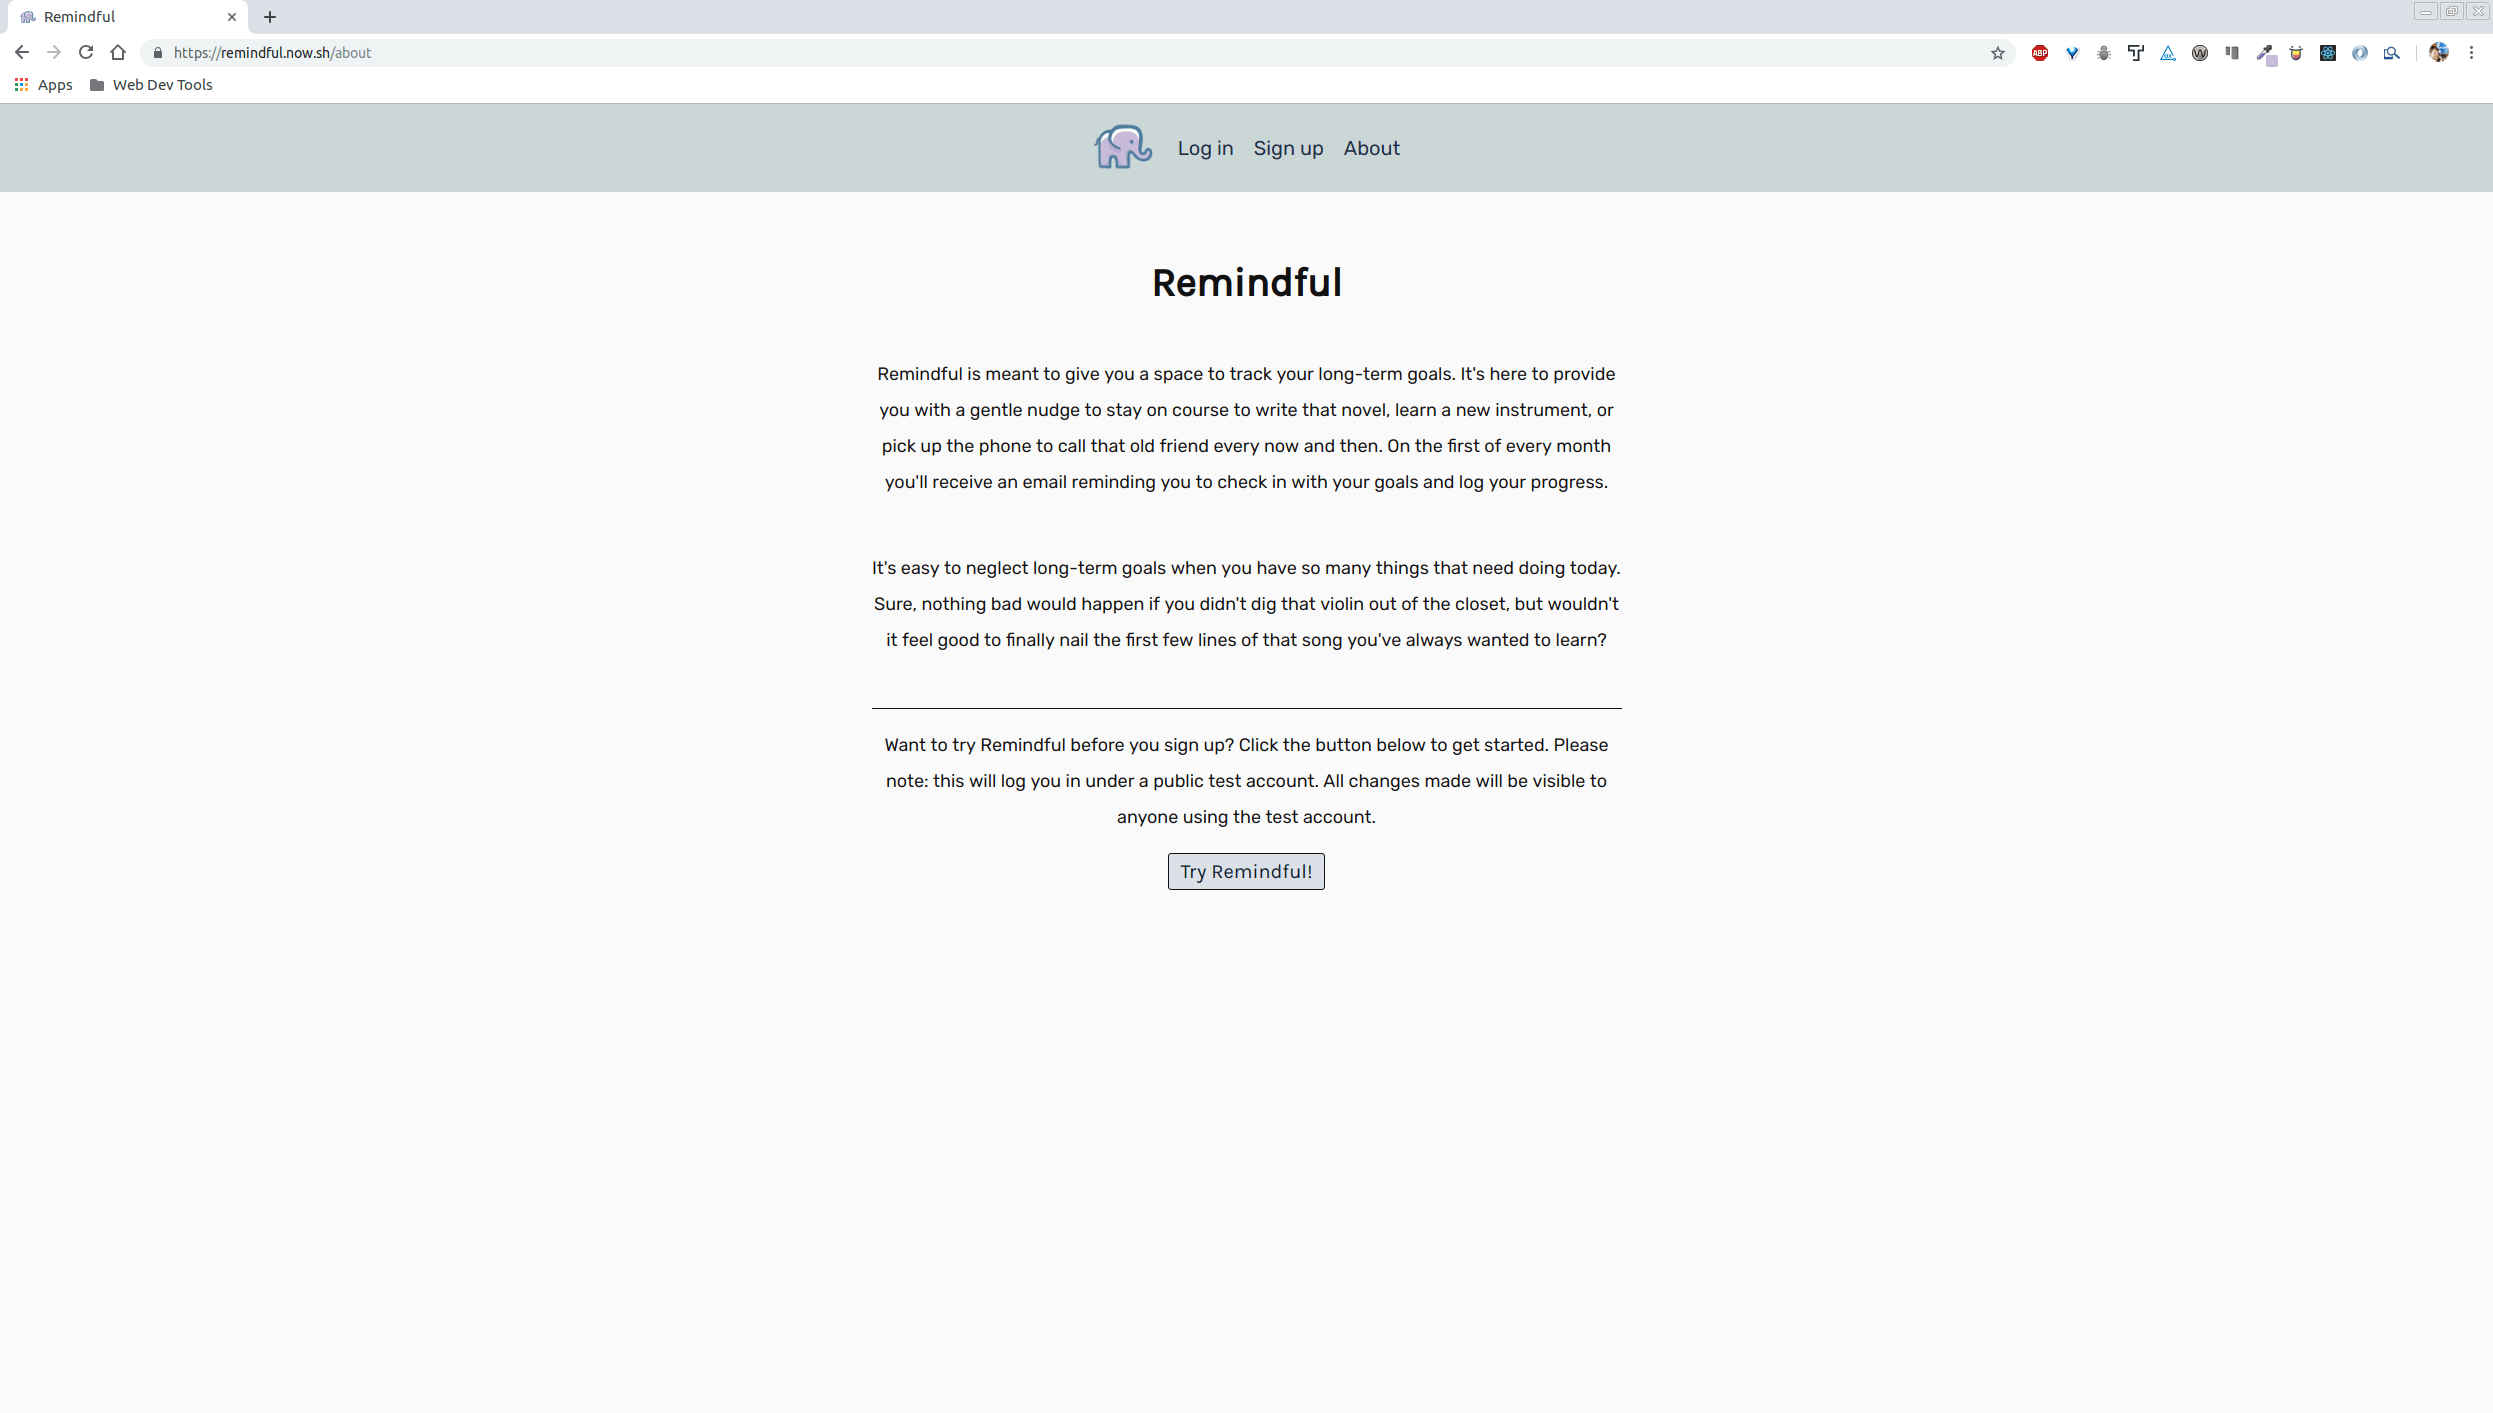 Remindful
https://remindful.now.sh/about
ABP
Apps
Web Dev Tools
Log in
Sign up
About
Remindful
Remindful is meant to give you a space to track your long-term goals. It's here to provide
you with a gentle nudge to stay on course to write that novel, learn a new instrument, or
pick up the phone to call that old friend every now and then. On the first of every month
you'll receive an email reminding you to check in with your goals and log your progress.
It's easy to neglect long-term goals when you have so many things that need doing today.
Sure, nothing bad would happen if you didn't dig that violin out of the closet, but wouldn't
it feel good to finally nail the first few lines of that song you've always wanted to learn?
Want to try Remindful before you sign up? Click the button below to get started. Please
note: this will log you in under a public test account. All changes made will be visible to
anyone using the test account.
Try Remindful!